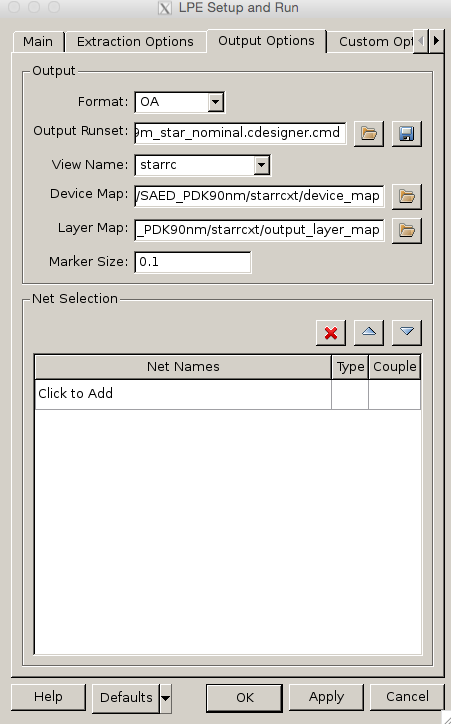 LPE Setup and Run
Main
Extraction Options
Output Options
Custom Opt
Output
Format: OA
Output Runset: 9m_star_nominal.cdesigner.cmd
View Name: starrc
Device Map: /SAED_PDK90nm/starrcxt/device_map
Layer Map: _PDK90nm/starrcxt/output_layer_map
Marker Size: 0.1
Net Selection
Net Names Type Couple
Click to Add
Help Defaults OK Apply Cancel